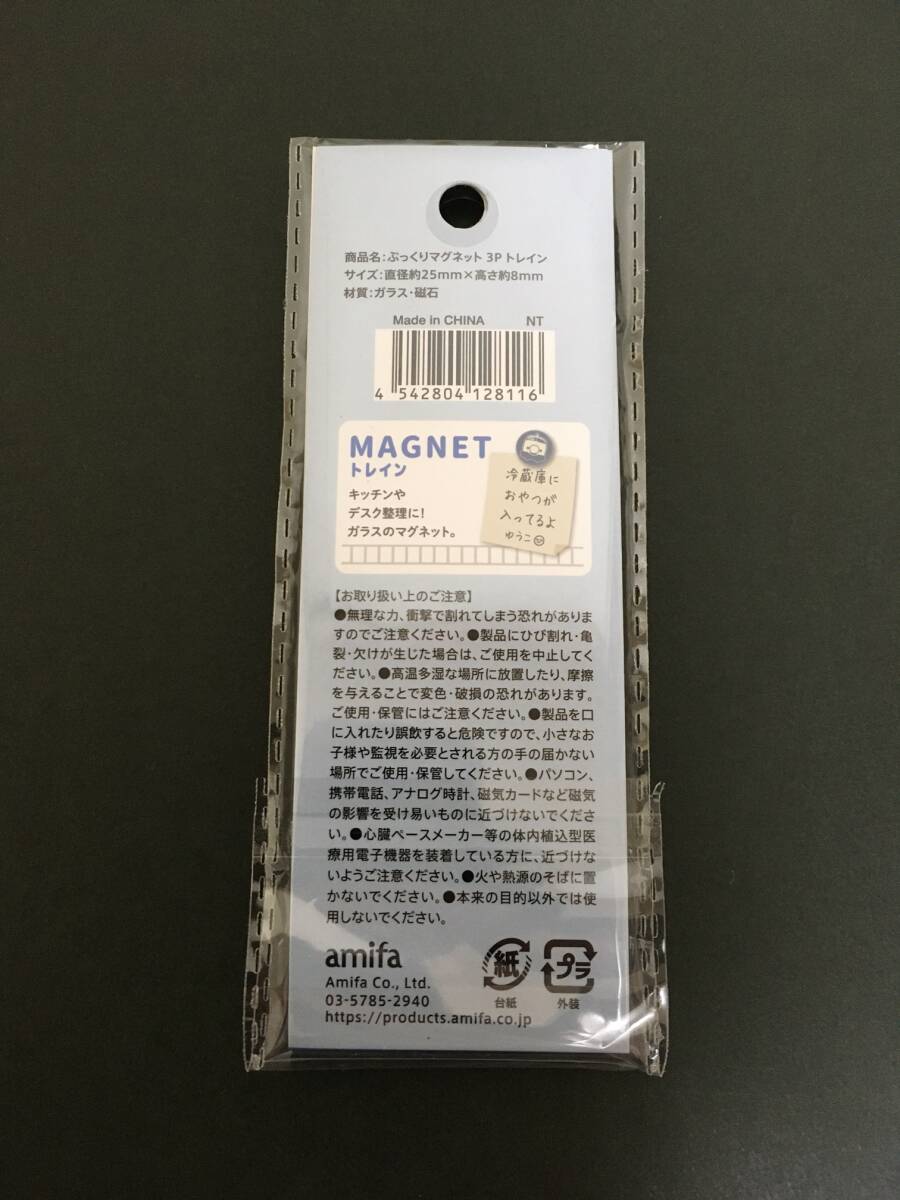 商品名:ぷっくりマグネット 3P トレイン
サイズ:直径約25mm×高さ約8mm
材質:ガラス・磁石
Made in CHINA NT
4 542804 128116
MAGNET
トレイン
キッチンや
デスク整理に!
ガラスのマグネット。
冷蔵庫に
おやつが
入ってるよ
ゆうこ
【お取り扱い上のご注意】
●無理な力、衝撃で割れてしまう恐れがありま
すのでご注意ください。●製品にひび割れ・亀
裂・欠けが生じた場合は、ご使用を中止してく
ださい。●高温多湿な場所に放置したり、摩擦
を与えることで変色・破損の恐れがあります。
ご使用・保管にはご注意ください。●製品を口
に入れたり誤飲すると危険ですので、小さなお
子様や監視を必要とされる方の手の届かない
場所でご使用・保管してください。●パソコン、
携帯電話、アナログ時計、磁気カードなど磁気
の影響を受け易いものに近づけないでくださ
い。●心臓ペースメーカー等の体内植込型医
療用電子機器を装着している方に、近づけな
いようご注意ください。●火や熱源のそばに置
かないでください。●本来の目的以外では使
用しないでください。
amifa
Amifa Co., Ltd.
03-5785-2940
https://products.amifa.co.jp
紙
台紙
プラ
外装